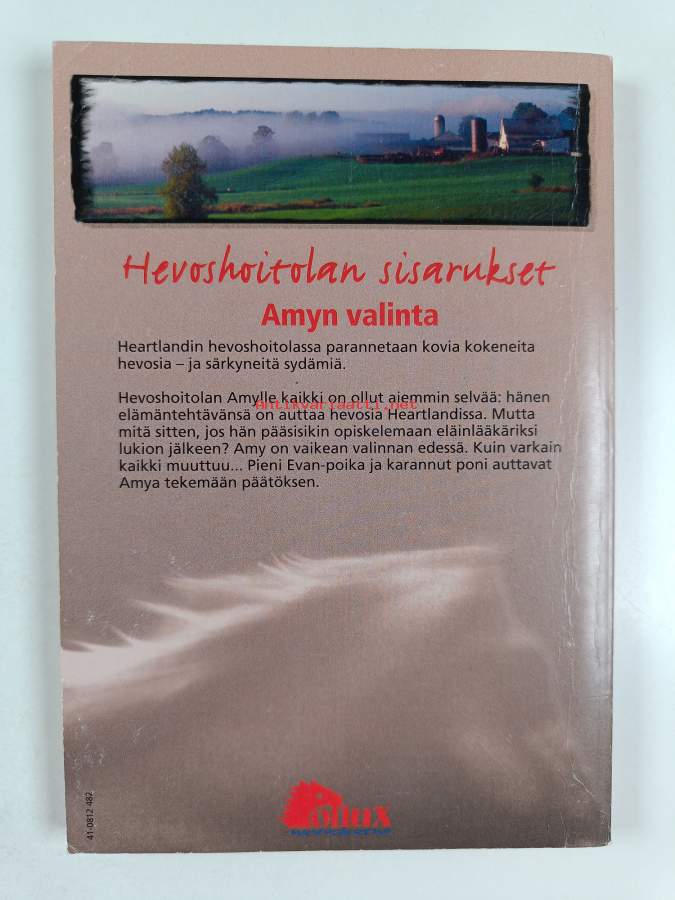 Hevoshoitolan sisarukset
Amyn valinta
Heartlandin hevoshoitolassa parannetaan kovia kokeneita
hevosia – ja särkyneitä sydämiä.
Hevoshoitolan Amylle kaikki on ollut aiemmin selvää: hänen
elämäntehtävänsä on auttaa hevosia Heartlandissa. Mutta
Antikvariaatti.net
mitä sitten, jos hän pääsisikin opiskelemaan eläinlääkäriksi
lukion jälkeen? Amy on vaikean valinnan edessä. Kuin varkain
kaikki muuttuu... Pieni Evan-poika ja karannut poni auttavat
Amya tekemään päätöksen.
41-0812 482